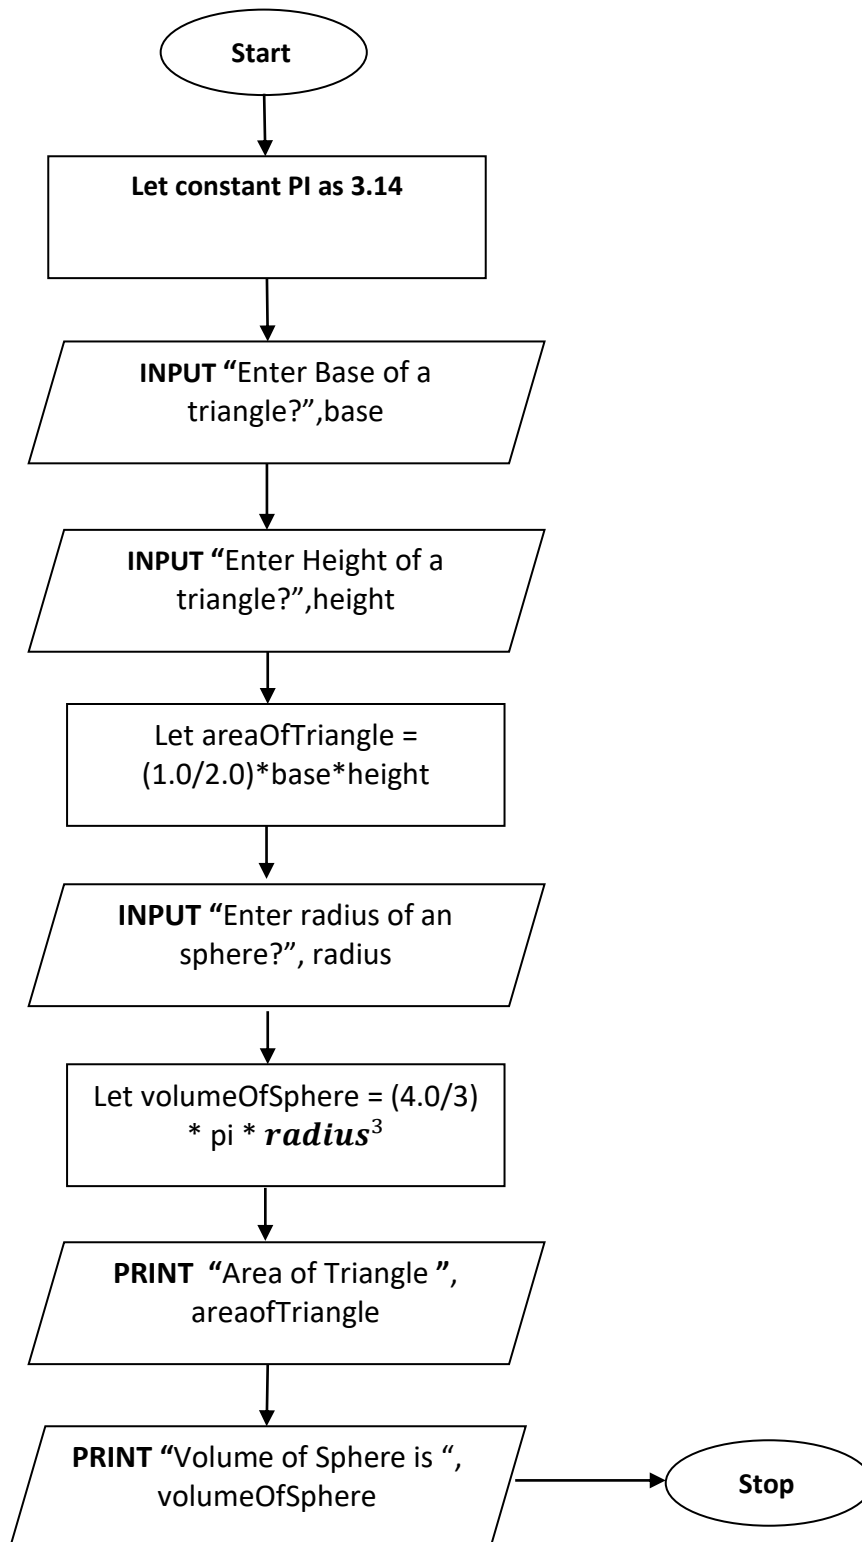 Start
Let constant PI as 3.14
INPUT “Enter Base of a
triangle?”,base
INPUT “Enter Height of a
triangle?”,height
Let areaOfTriangle =
(1.0/2.0)*base*height
INPUT “Enter radius of an
sphere?”, radius
Let volumeOfSphere = (4.0/3)
* pi * radius³
PRINT “Area of Triangle ”,
areaofTriangle
PRINT “Volume of Sphere is “,
volumeOfSphere
Stop